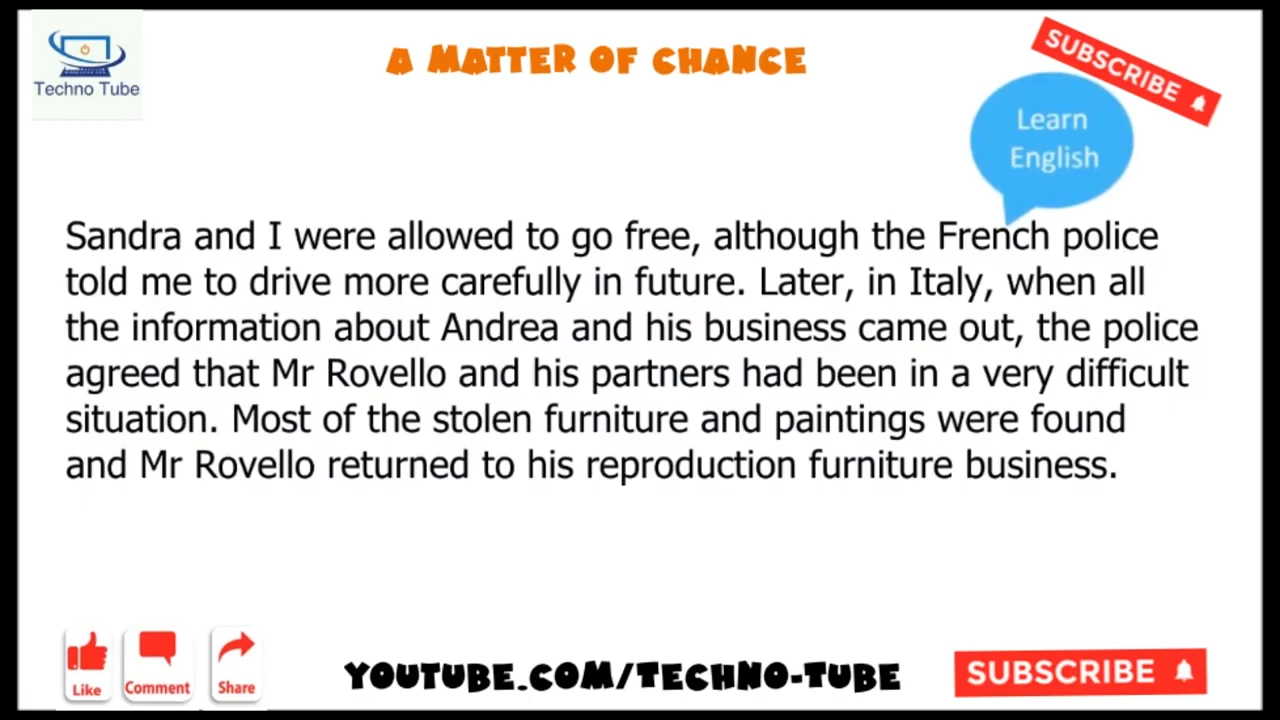 A MATTER OF CHANCE
SUBSCRIBE
Techno Tube
Learn
English
Sandra and I were allowed to go free, although the French police
told me to drive more carefully in future. Later, in Italy, when all
the information about Andrea and his business came out, the police
agreed that Mr Rovello and his partners had been in a very difficult
situation. Most of the stolen furniture and paintings were found
and Mr Rovello returned to his reproduction furniture business.
Like
Comment
Share
YOUTUBE.COM/TECHNO-TUBE
SUBSCRIBE